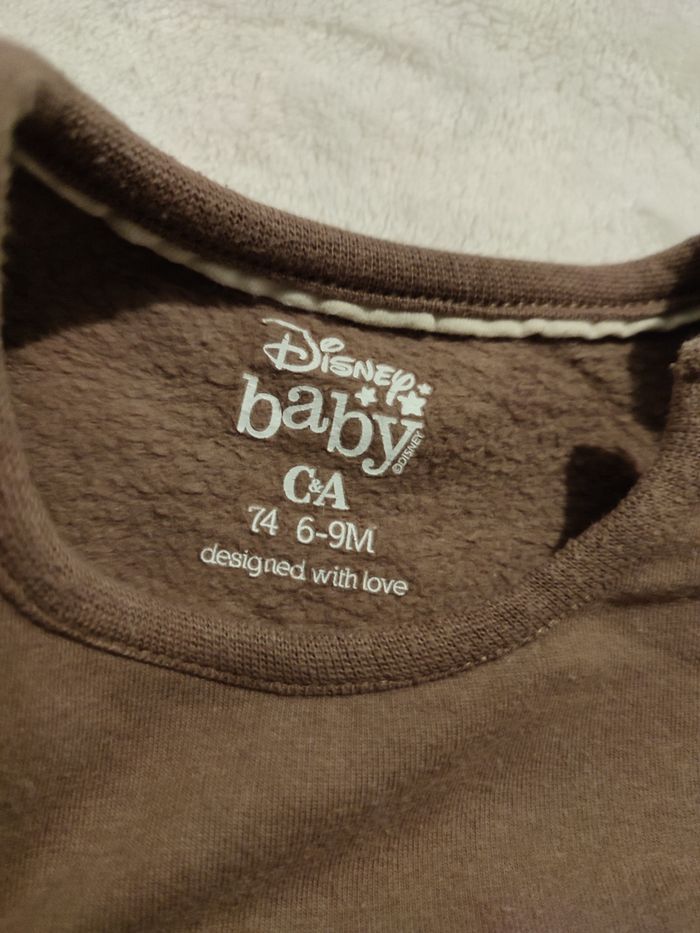 Disney
baby
©DISNEY
C&A
74 6-9M
designed with love